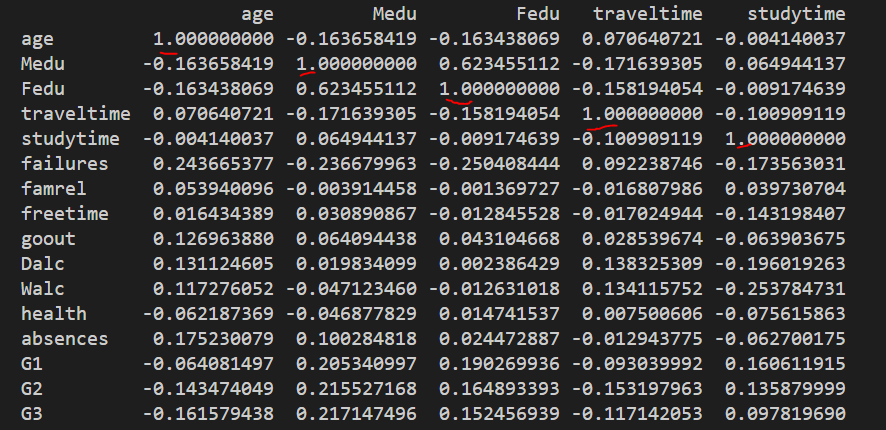 age Medu Fedu traveltime studytime
age 1.000000000 -0.163658419 -0.163438069 0.070640721 -0.004140037
Medu -0.163658419 1.000000000 0.623455112 -0.171639305 0.064944137
Fedu -0.163438069 0.623455112 1.000000000 -0.158194054 -0.009174639
traveltime 0.070640721 -0.171639305 -0.158194054 1.000000000 -0.100909119
studytime -0.004140037 0.064944137 -0.009174639 -0.100909119 1.000000000
failures 0.243665377 -0.236679963 -0.250408444 0.092238746 -0.173563031
famrel 0.053940096 -0.003914458 -0.001369727 -0.016807986 0.039730704
freetime 0.016434389 0.030890867 -0.012845528 -0.017024944 -0.143198407
goout 0.126963880 0.064094438 0.043104668 0.028539674 -0.063903675
Dalc 0.131124605 0.019834099 0.002386429 0.138325309 -0.196019263
Walc 0.117276052 -0.047123460 -0.012631018 0.134115752 -0.253784731
health -0.062187369 -0.046877829 0.014741537 0.007500606 -0.075615863
absences 0.175230079 0.100284818 0.024472887 -0.012943775 -0.062700175
G1 -0.064081497 0.205340997 0.190269936 -0.093039992 0.160611915
G2 -0.143474049 0.215527168 0.164893393 -0.153197963 0.135879999
G3 -0.161579438 0.217147496 0.152456939 -0.117142053 0.097819690